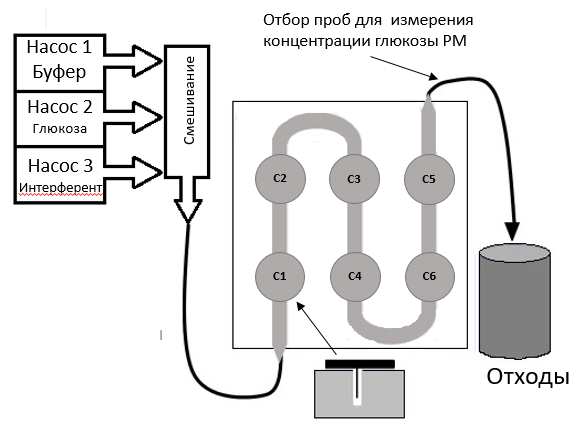 Отбор проб для измерения
концентрации глюкозы РМ
Насос 1
Буфер
Насос 2
Глюкоза
Насос 3
Интерферент
Смешивание
C2
C3
C5
C1
C4
C6
Отходы